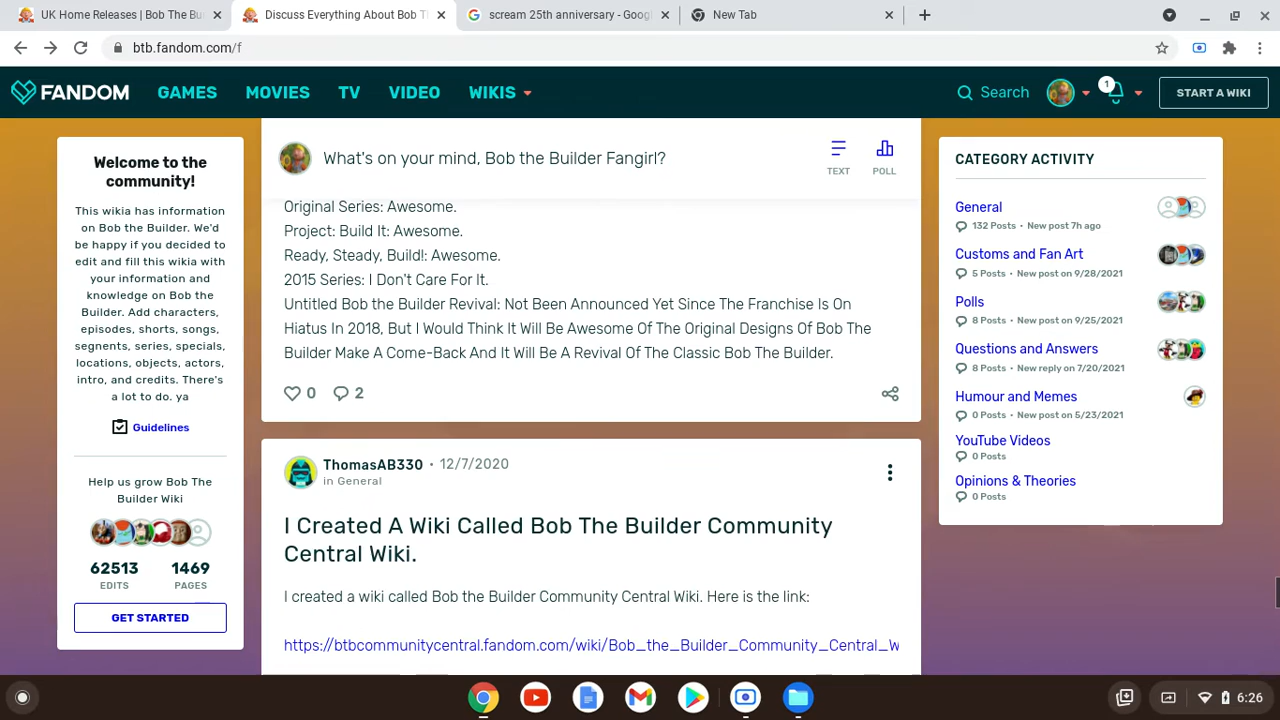 UK Home Releases | Bob The Bu
Discuss Everything About Bob T
scream 25th anniversary - Goog
New Tab
btb.fandom.com/f
FANDOM
GAMES
MOVIES
TV
VIDEO
WIKIS
Search
1
START A WIKI
Welcome to the
community!
This wikia has information
on Bob the Builder. We'd
be happy if you decided to
edit and fill this wikia with
your information and
knowledge on Bob the
Builder. Add characters,
episodes, shorts, songs,
segnents, series, specials,
locations, objects, actors,
intro, and credits. There's
a lot to do. ya
Guidelines
Help us grow Bob The
Builder Wiki
62513
EDITS
1469
PAGES
GET STARTED
What's on your mind, Bob the Builder Fangirl?
TEXT
POLL
Original Series: Awesome.
Project: Build It: Awesome.
Ready, Steady, Build!: Awesome.
2015 Series: I Don't Care For It.
Untitled Bob the Builder Revival: Not Been Announced Yet Since The Franchise Is On
Hiatus In 2018, But I Would Think It Will Be Awesome Of The Original Designs Of Bob The
Builder Make A Come-Back And It Will Be A Revival Of The Classic Bob The Builder.
0
2
ThomasAB330 • 12/7/2020
in General
I Created A Wiki Called Bob The Builder Community
Central Wiki.
I created a wiki called Bob the Builder Community Central Wiki. Here is the link:
https://btbcommunitycentral.fandom.com/wiki/Bob_the_Builder_Community_Central_W
CATEGORY ACTIVITY
General
132 Posts • New post 7h ago
Customs and Fan Art
5 Posts • New post on 9/28/2021
Polls
8 Posts • New post on 9/25/2021
Questions and Answers
8 Posts • New reply on 7/20/2021
Humour and Memes
0 Posts • New post on 5/23/2021
YouTube Videos
0 Posts
Opinions & Theories
0 Posts
6:26